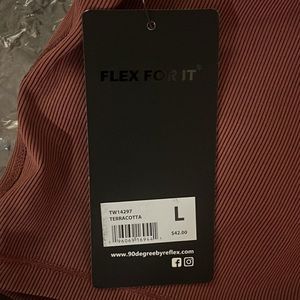 FLEX FOR IT®
TW14297
TERRACOTTA
L
$42.00
www.90degreebyreflex.com